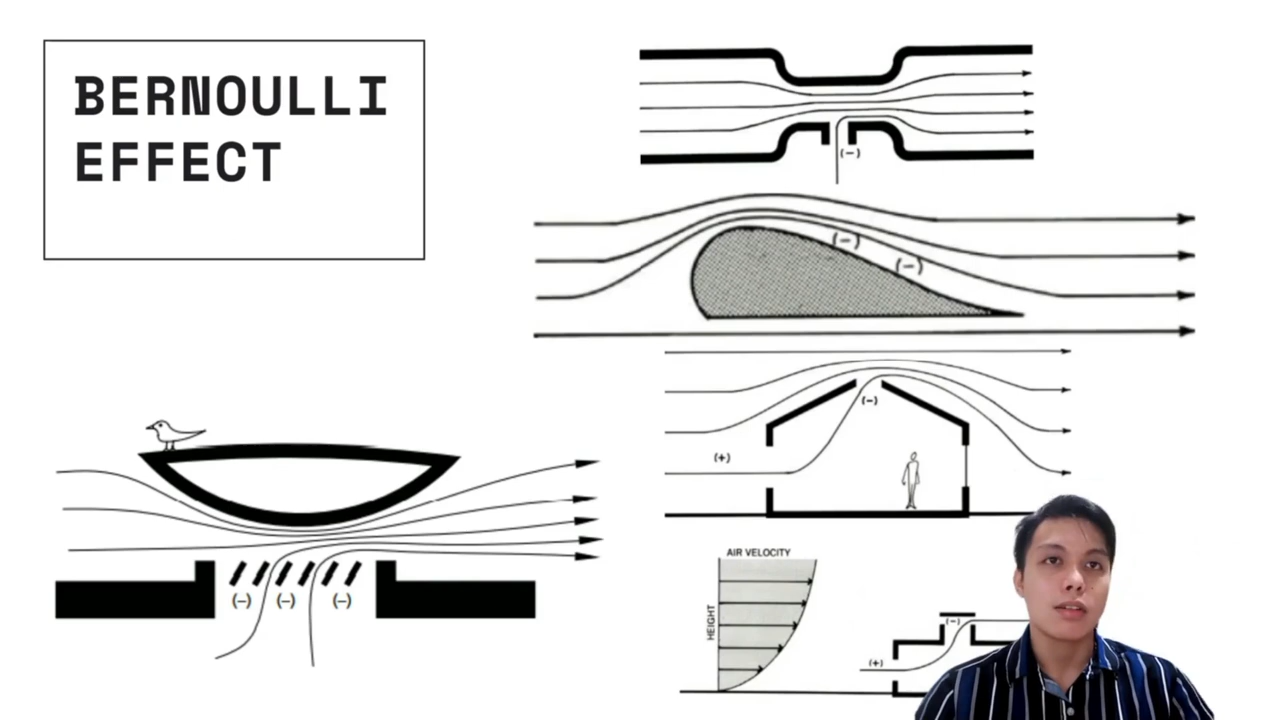 BERNOULLI
EFFECT
(−)
(−)
(−)
(−)
(+)
(−) (−) (−)
AIR VELOCITY
HEIGHT
(−)
(+)